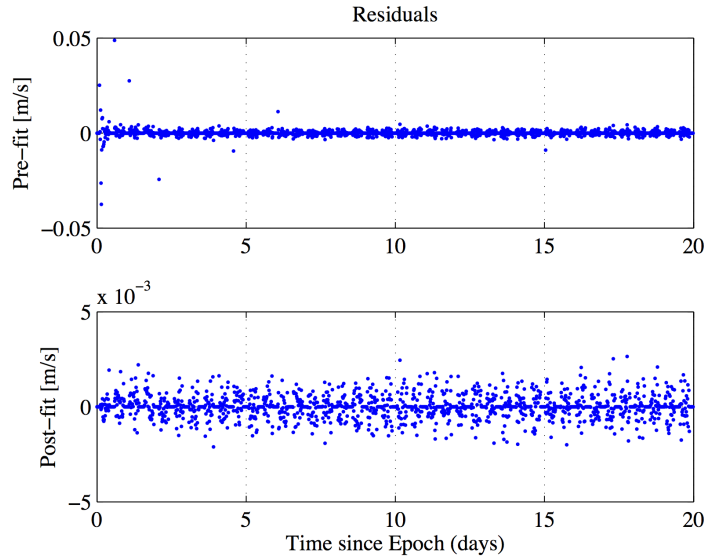 Residuals
Pre−fit [m/s]
0.05
0
−0.05
0 5 10 15 20
x 10−3
Post−fit [m/s]
5
0
−5
0 5 10 15 20
Time since Epoch (days)